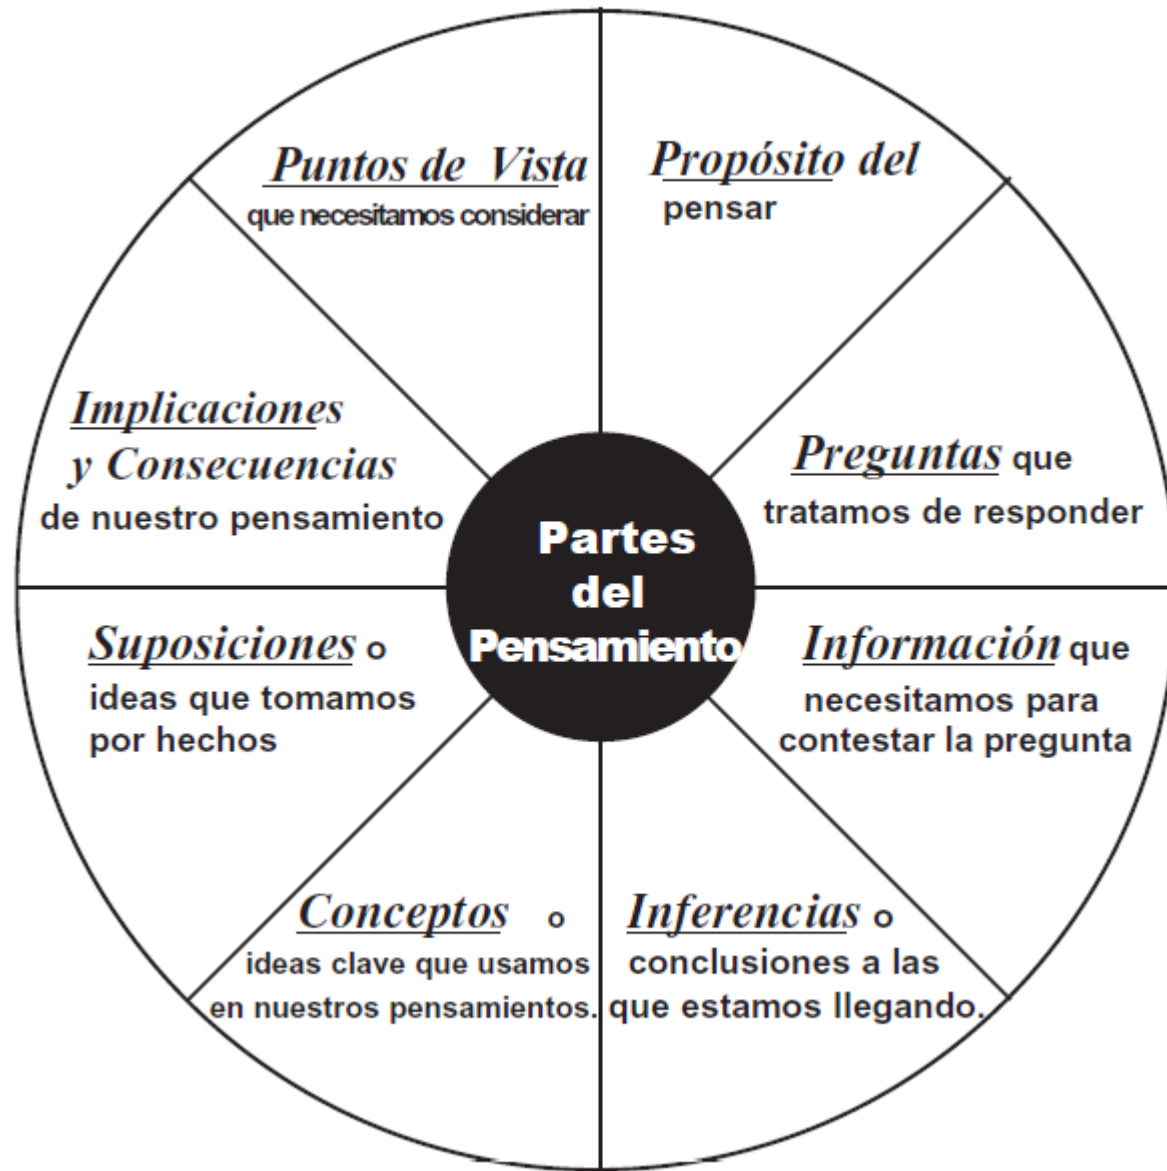 Puntos de Vista
que necesitamos considerar
Propósito del
pensar
Preguntas que
tratamos de responder
Información que
necesitamos para
contestar la pregunta
Inferencias o
conclusiones a las
que estamos llegando.
Conceptos o
ideas clave que usamos
en nuestros pensamientos.
Suposiciones o
ideas que tomamos
por hechos
Implicaciones
y Consecuencias
de nuestro pensamiento
Partes
del
Pensamiento